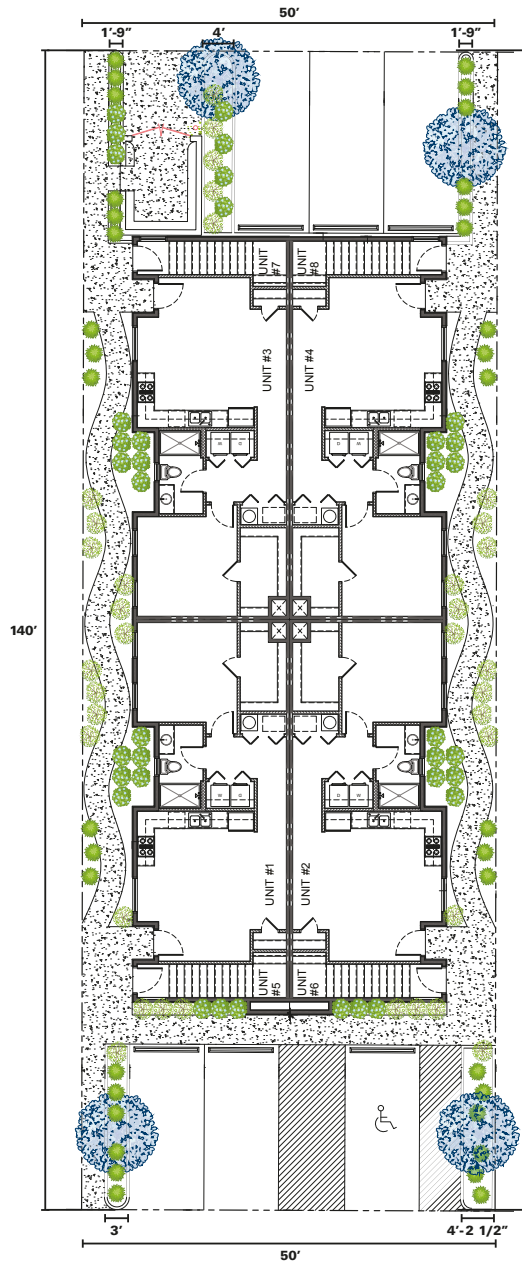 50’
1’-9”
4’
1’-9”
UNIT #7
UNIT #8
UNIT #3
UNIT #4
140’
UNIT #1
UNIT #2
UNIT #5
UNIT #6
3’
4’-2 1/2”
50’